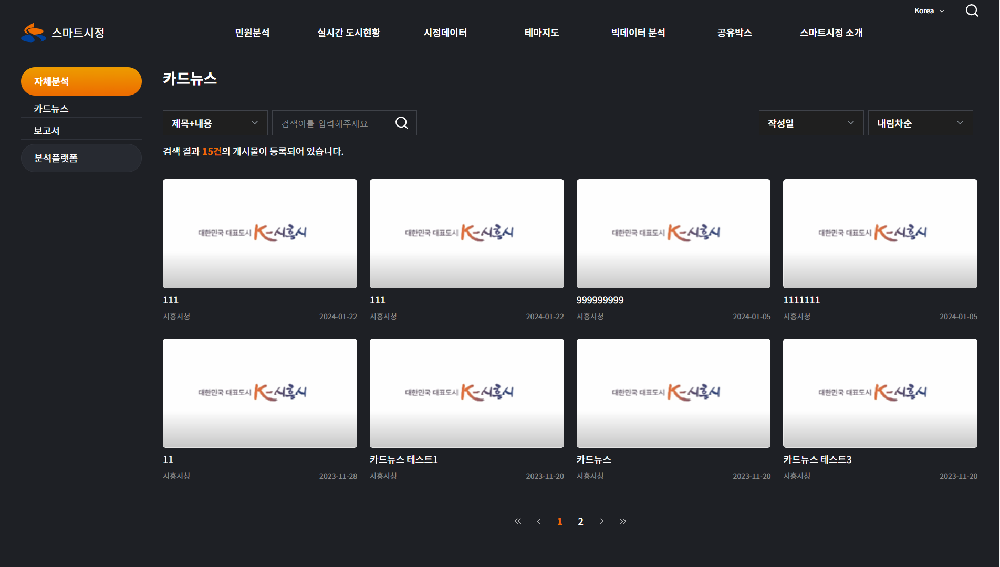 Korea
스마트시정
민원분석 실시간 도시현황 시정데이터 테마지도 빅데이터 분석 공유박스 스마트시정 소개
자체분석
카드뉴스
보고서
분석플랫폼
카드뉴스
제목+내용 검색어를 입력해주세요 작성일 내림차순
검색 결과 15건의 게시물이 등록되어 있습니다.
대한민국 대표도시 K-시흥시 대한민국 대표도시 K-시흥시 대한민국 대표도시 K-시흥시 대한민국 대표도시 K-시흥시
111 111 999999999 1111111
시흥시청 2024-01-22 시흥시청 2024-01-22 시흥시청 2024-01-05 시흥시청 2024-01-05
대한민국 대표도시 K-시흥시 대한민국 대표도시 K-시흥시 대한민국 대표도시 K-시흥시 대한민국 대표도시 K-시흥시
11 카드뉴스 테스트1 카드뉴스 카드뉴스 테스트3
시흥시청 2023-11-28 시흥시청 2023-11-20 시흥시청 2023-11-20 시흥시청 2023-11-20
« ‹ 1 2 › »